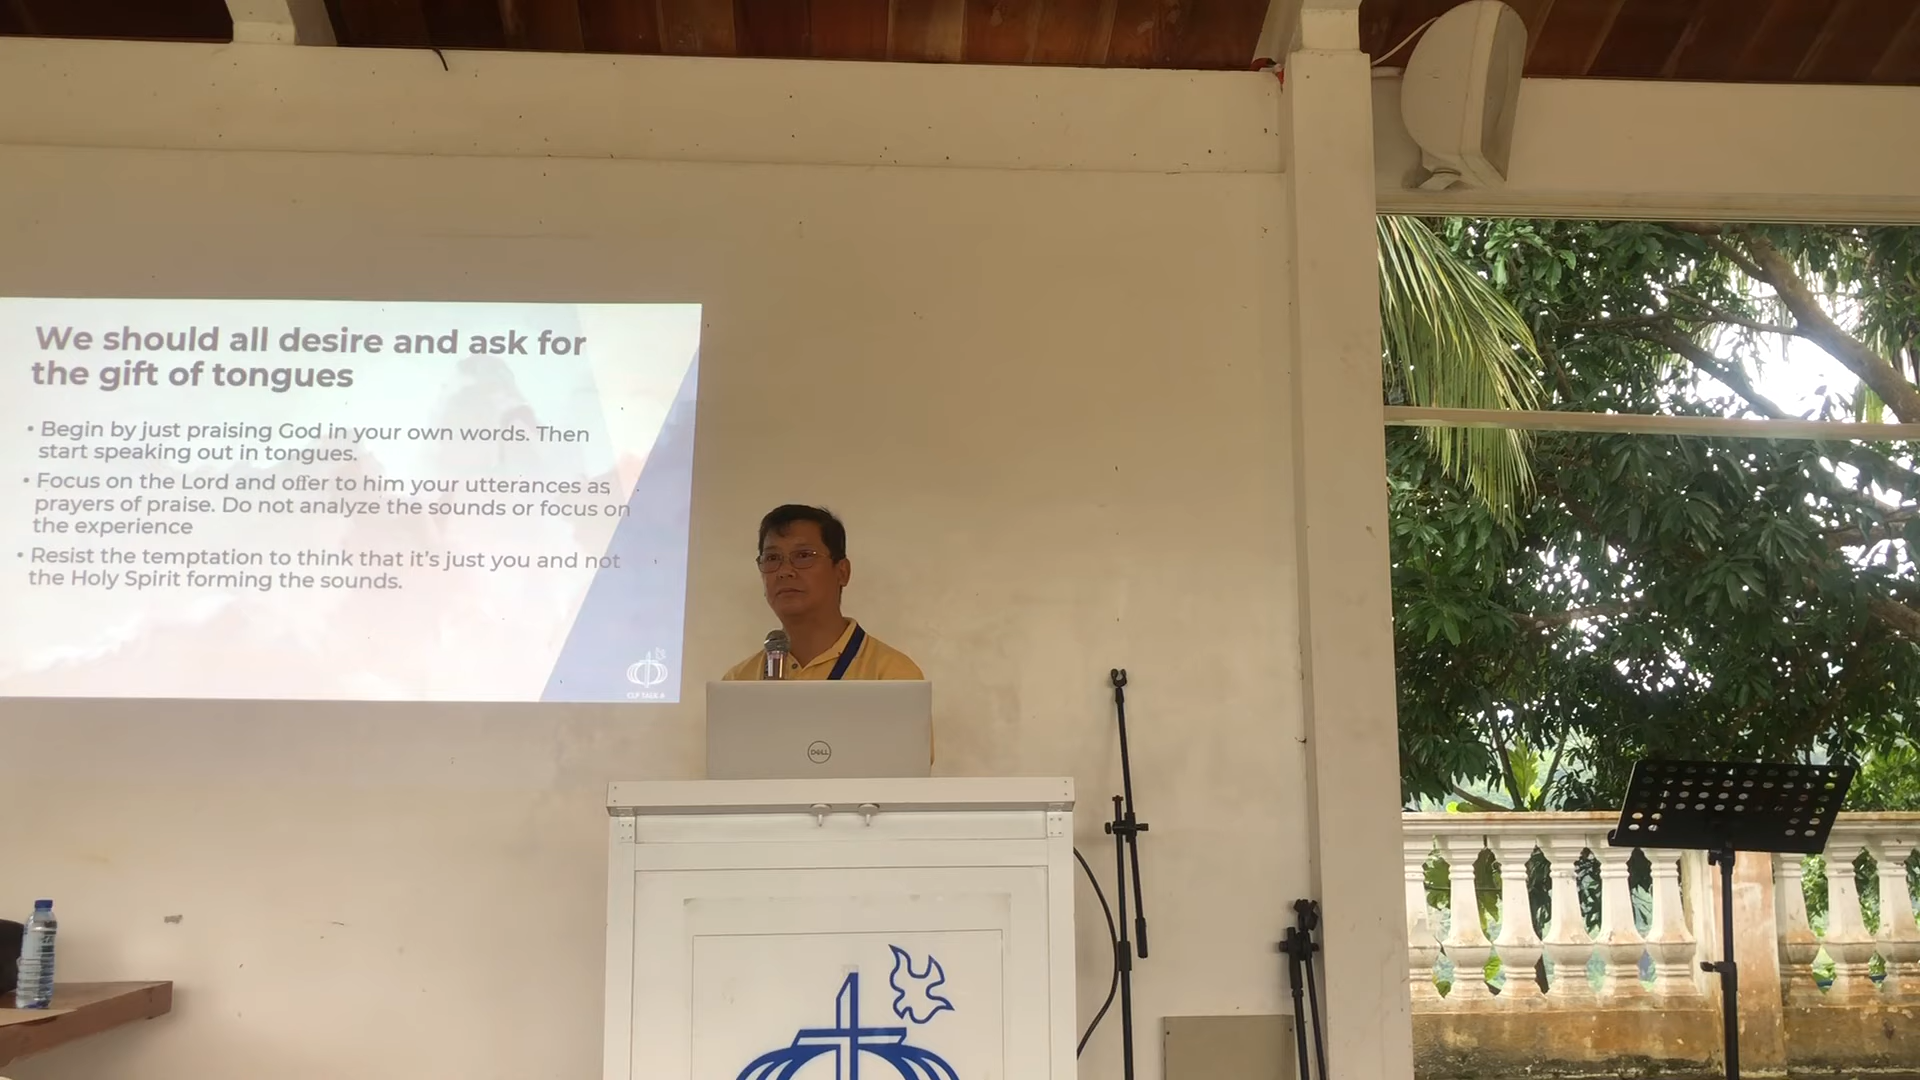 We should all desire and ask for
the gift of tongues
• Begin by just praising God in your own words. Then
start speaking out in tongues.
• Focus on the Lord and offer to him your utterances as
prayers of praise. Do not analyze the sounds or focus on
the experience
• Resist the temptation to think that it's just you and not
the Holy Spirit forming the sounds.
CLP TALK
DELL